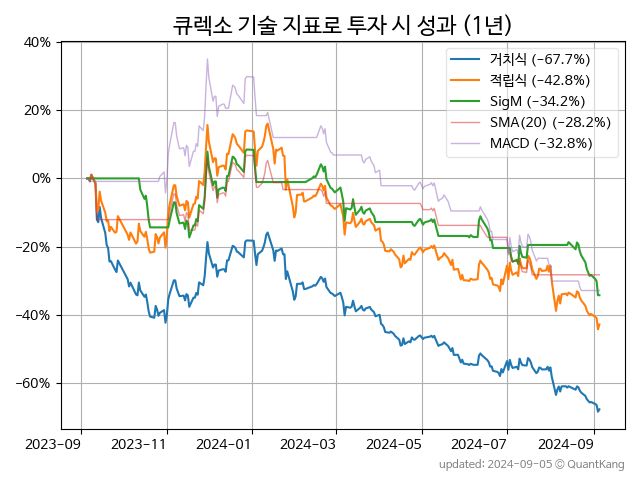 큐렉소 기술 지표로 투자 시 성과 (1년)
40%
20%
0%
−20%
−40%
−60%
거치식 (−67.7%)
적립식 (−42.8%)
SigM (−34.2%)
SMA(20) (−28.2%)
MACD (−32.8%)
2023-09
2023-11
2024-01
2024-03
2024-05
2024-07
2024-09
updated: 2024-09-05 © QuantKang